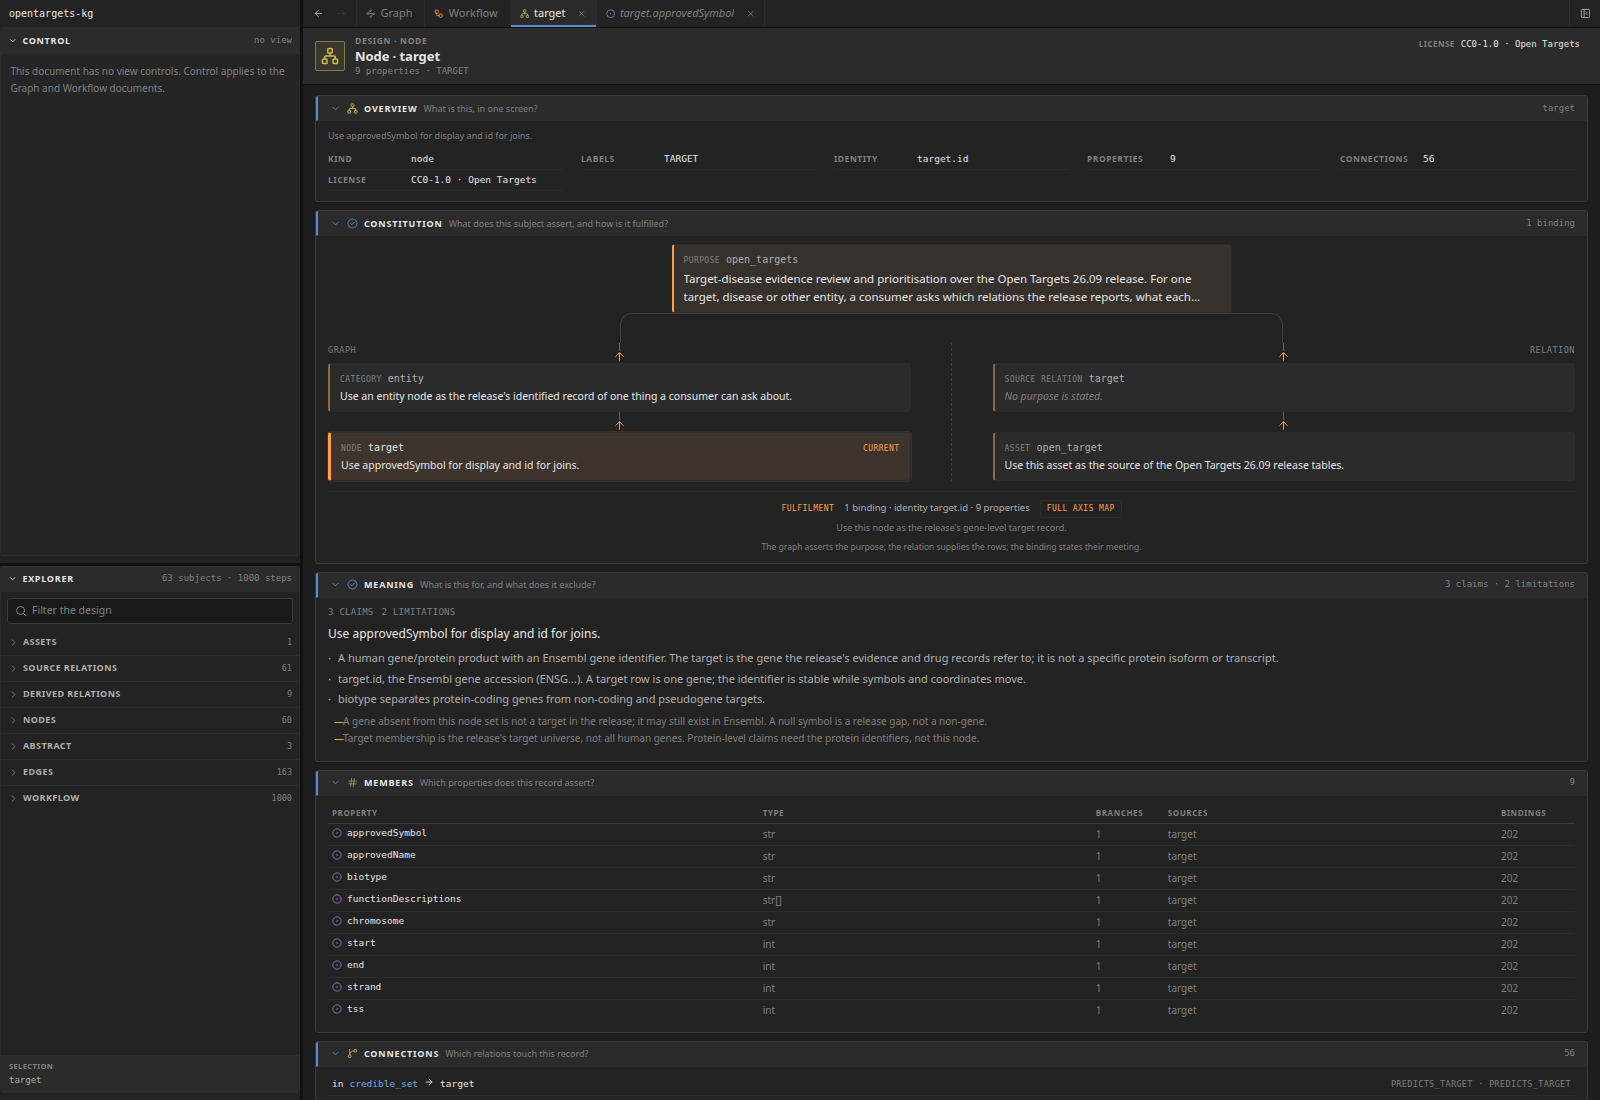 opentargets-kg
Graph
Workflow
target
target.approvedSymbol
CONTROL
no view
This document has no view controls. Control applies to the
Graph and Workflow documents.
EXPLORER
63 subjects · 1000 steps
Filter the design
ASSETS 1
SOURCE RELATIONS 61
DERIVED RELATIONS 9
NODES 60
ABSTRACT 3
EDGES 163
WORKFLOW 1000
SELECTION
target
DESIGN · NODE
Node · target
9 properties · TARGET
LICENSE CC0-1.0 · Open Targets
OVERVIEW What is this, in one screen? target
Use approvedSymbol for display and id for joins.
KIND node LABELS TARGET IDENTITY target.id PROPERTIES 9 CONNECTIONS 56
LICENSE CC0-1.0 · Open Targets
CONSTITUTION What does this subject assert, and how is it fulfilled? 1 binding
PURPOSE open_targets
Target-disease evidence review and prioritisation over the Open Targets 26.09 release. For one
target, disease or other entity, a consumer asks which relations the release reports, what each...
GRAPH RELATION
CATEGORY entity
Use an entity node as the release's identified record of one thing a consumer can ask about.
SOURCE RELATION target
No purpose is stated.
NODE target CURRENT
Use approvedSymbol for display and id for joins.
ASSET open_target
Use this asset as the source of the Open Targets 26.09 release tables.
FULFILMENT 1 binding · identity target.id · 9 properties FULL AXIS MAP
Use this node as the release's gene-level target record.
The graph asserts the purpose; the relation supplies the rows; the binding states their meeting.
MEANING What is this for, and what does it exclude? 3 claims · 2 limitations
3 CLAIMS 2 LIMITATIONS
Use approvedSymbol for display and id for joins.
· A human gene/protein product with an Ensembl gene identifier. The target is the gene the release's evidence and drug records refer to; it is not a specific protein isoform or transcript.
· target.id, the Ensembl gene accession (ENSG...). A target row is one gene; the identifier is stable while symbols and coordinates move.
· biotype separates protein-coding genes from non-coding and pseudogene targets.
—A gene absent from this node set is not a target in the release; it may still exist in Ensembl. A null symbol is a release gap, not a non-gene.
—Target membership is the release's target universe, not all human genes. Protein-level claims need the protein identifiers, not this node.
MEMBERS Which properties does this record assert? 9
PROPERTY TYPE BRANCHES SOURCES BINDINGS
approvedSymbol str 1 target 202
approvedName str 1 target 202
biotype str 1 target 202
functionDescriptions str[] 1 target 202
chromosome str 1 target 202
start int 1 target 202
end int 1 target 202
strand int 1 target 202
tss int 1 target 202
CONNECTIONS Which relations touch this record? 56
in credible_set → target PREDICTS_TARGET · PREDICTS_TARGET